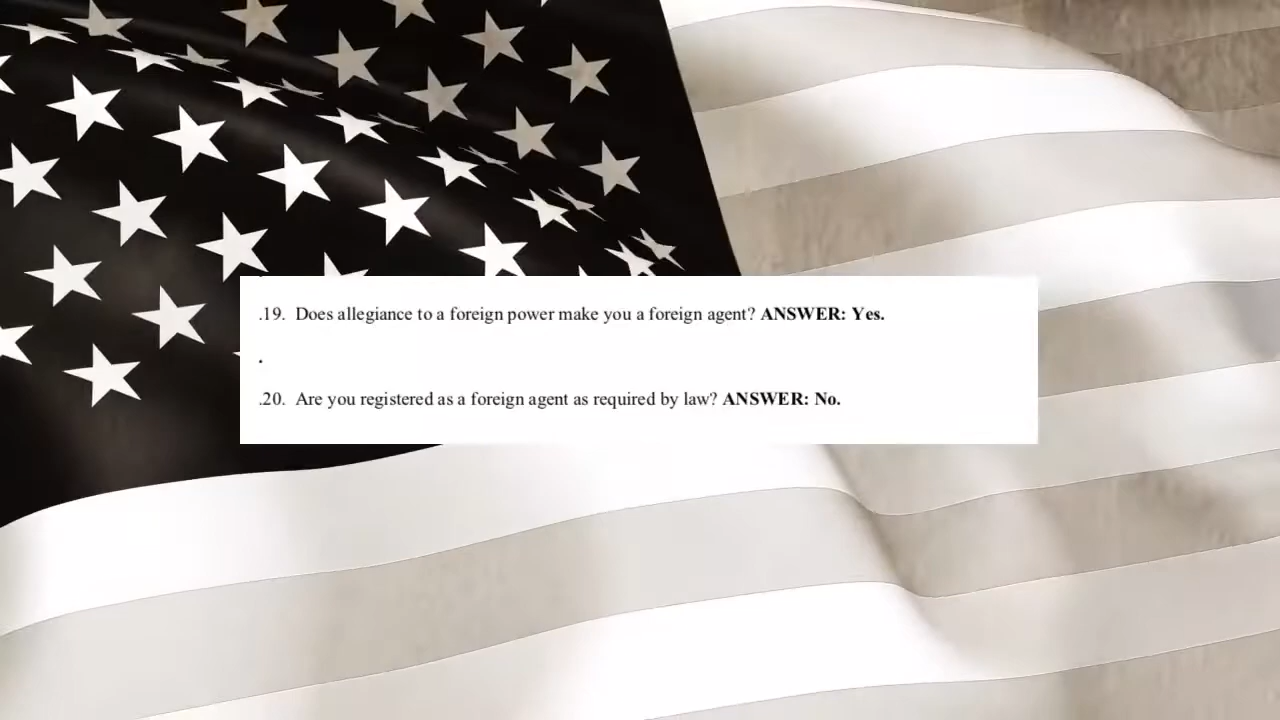 .19. Does allegiance to a foreign power make you a foreign agent? ANSWER: Yes.
.
.20. Are you registered as a foreign agent as required by law? ANSWER: No.